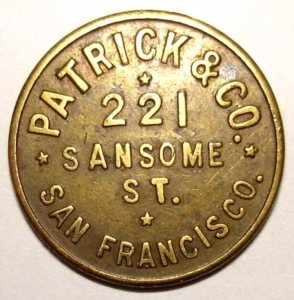 PATRICK & CO.
221
SANSOME
ST.
SAN FRANCISCO.